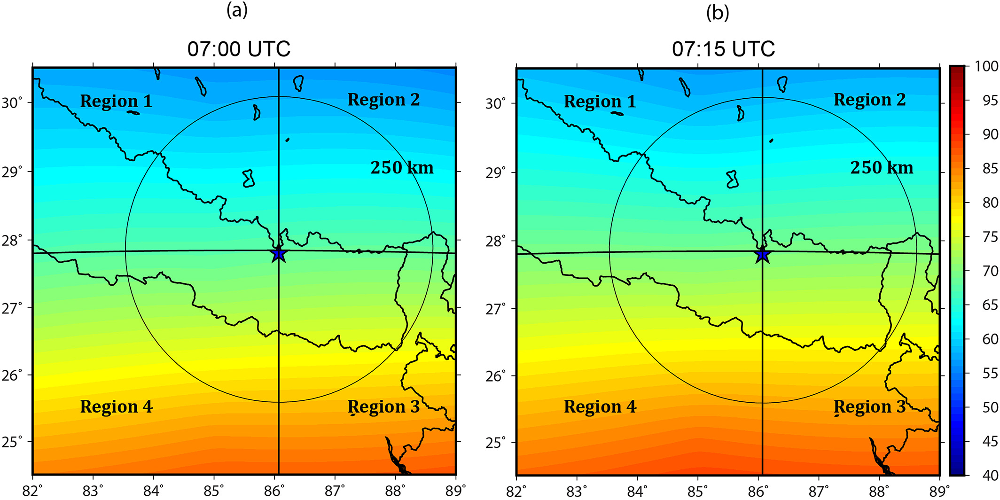 (a)
(b)
07:00 UTC
07:15 UTC
Region 1
Region 2
250 km
Region 4
Region 3
30°
29°
28°
27°
26°
25°
82°
83°
84°
85°
86°
87°
88°
89°
Region 1
Region 2
250 km
Region 4
Region 3
30°
29°
28°
27°
26°
25°
82°
83°
84°
85°
86°
87°
88°
89°
100
95
90
85
80
75
70
65
60
55
50
45
40